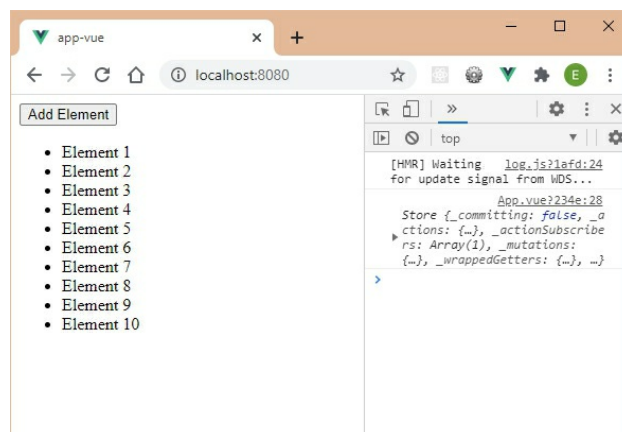 app-vue
localhost:8080
E
Add Element
Element 1
Element 2
Element 3
Element 4
Element 5
Element 6
Element 7
Element 8
Element 9
Element 10
top
[HMR] Waiting log.js?1afd:24
for update signal from WDS...
App.vue?234e:28
Store {_committing: false, _a
ctions: {…}, _actionSubscribe
rs: Array(1), _mutations:
{…}, _wrappedGetters: {…}, …}